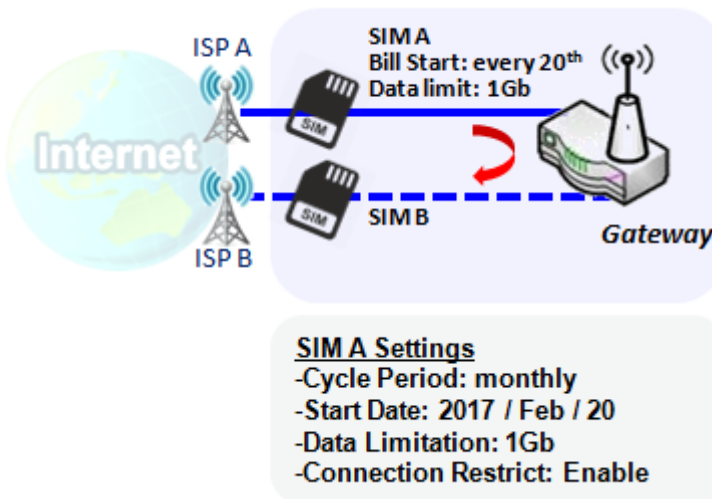 ISP A
SIM A
Bill Start: every 20th
Data limit: 1Gb
SIM
Internet
SIM
SIM B
ISP B
Gateway
SIM A Settings
-Cycle Period: monthly
-Start Date: 2017 / Feb / 20
-Data Limitation: 1Gb
-Connection Restrict: Enable